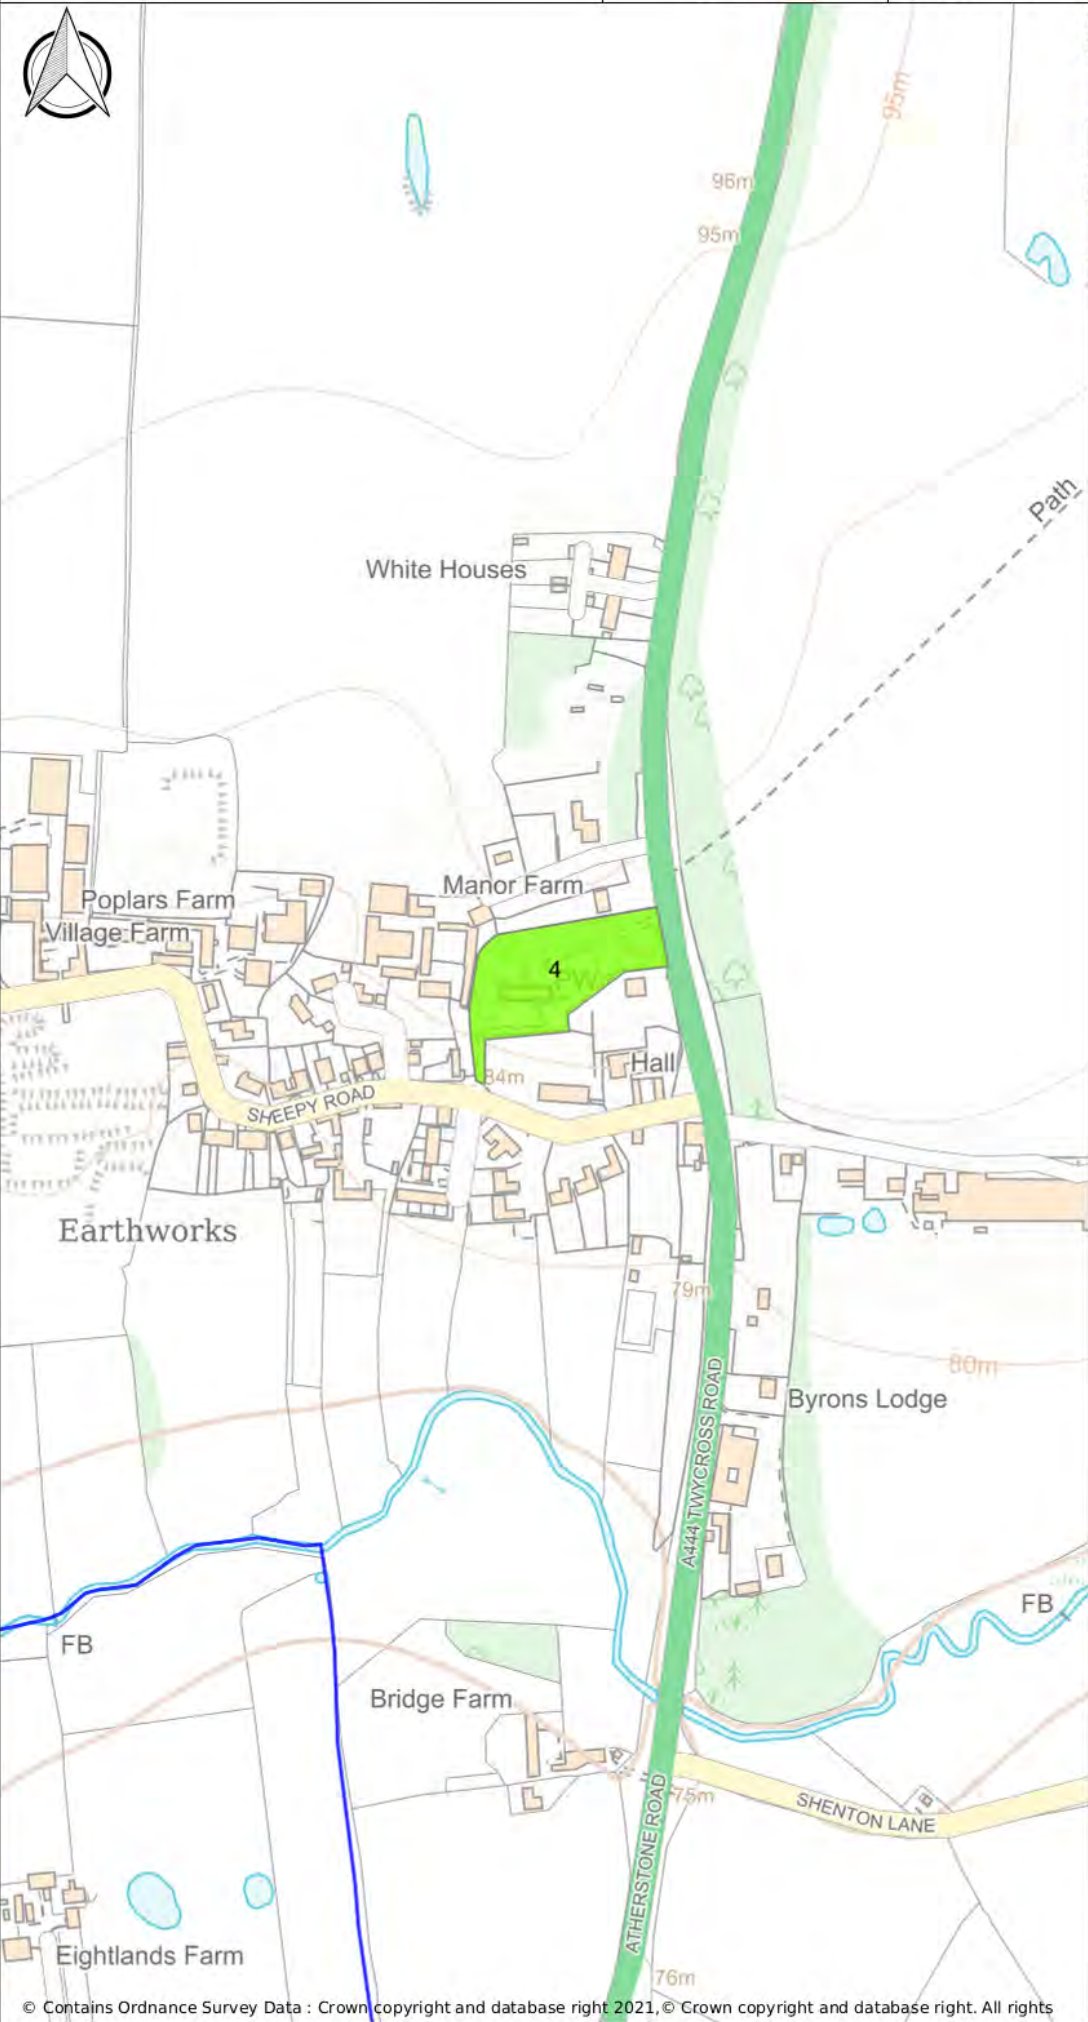 95m
96m
95m
Path
White Houses
Manor Farm
Poplars Farm
Village Farm
4
PW
Hall
84m
SHEEPY ROAD
Earthworks
79m
80m
Byrons Lodge
A444 TWYCROSS ROAD
FB
FB
Bridge Farm
75m
SHENTON LANE
ATHERSTONE ROAD
Eightlands Farm
76m
© Contains Ordnance Survey Data : Crown copyright and database right 2021,© Crown copyright and database right. All rights